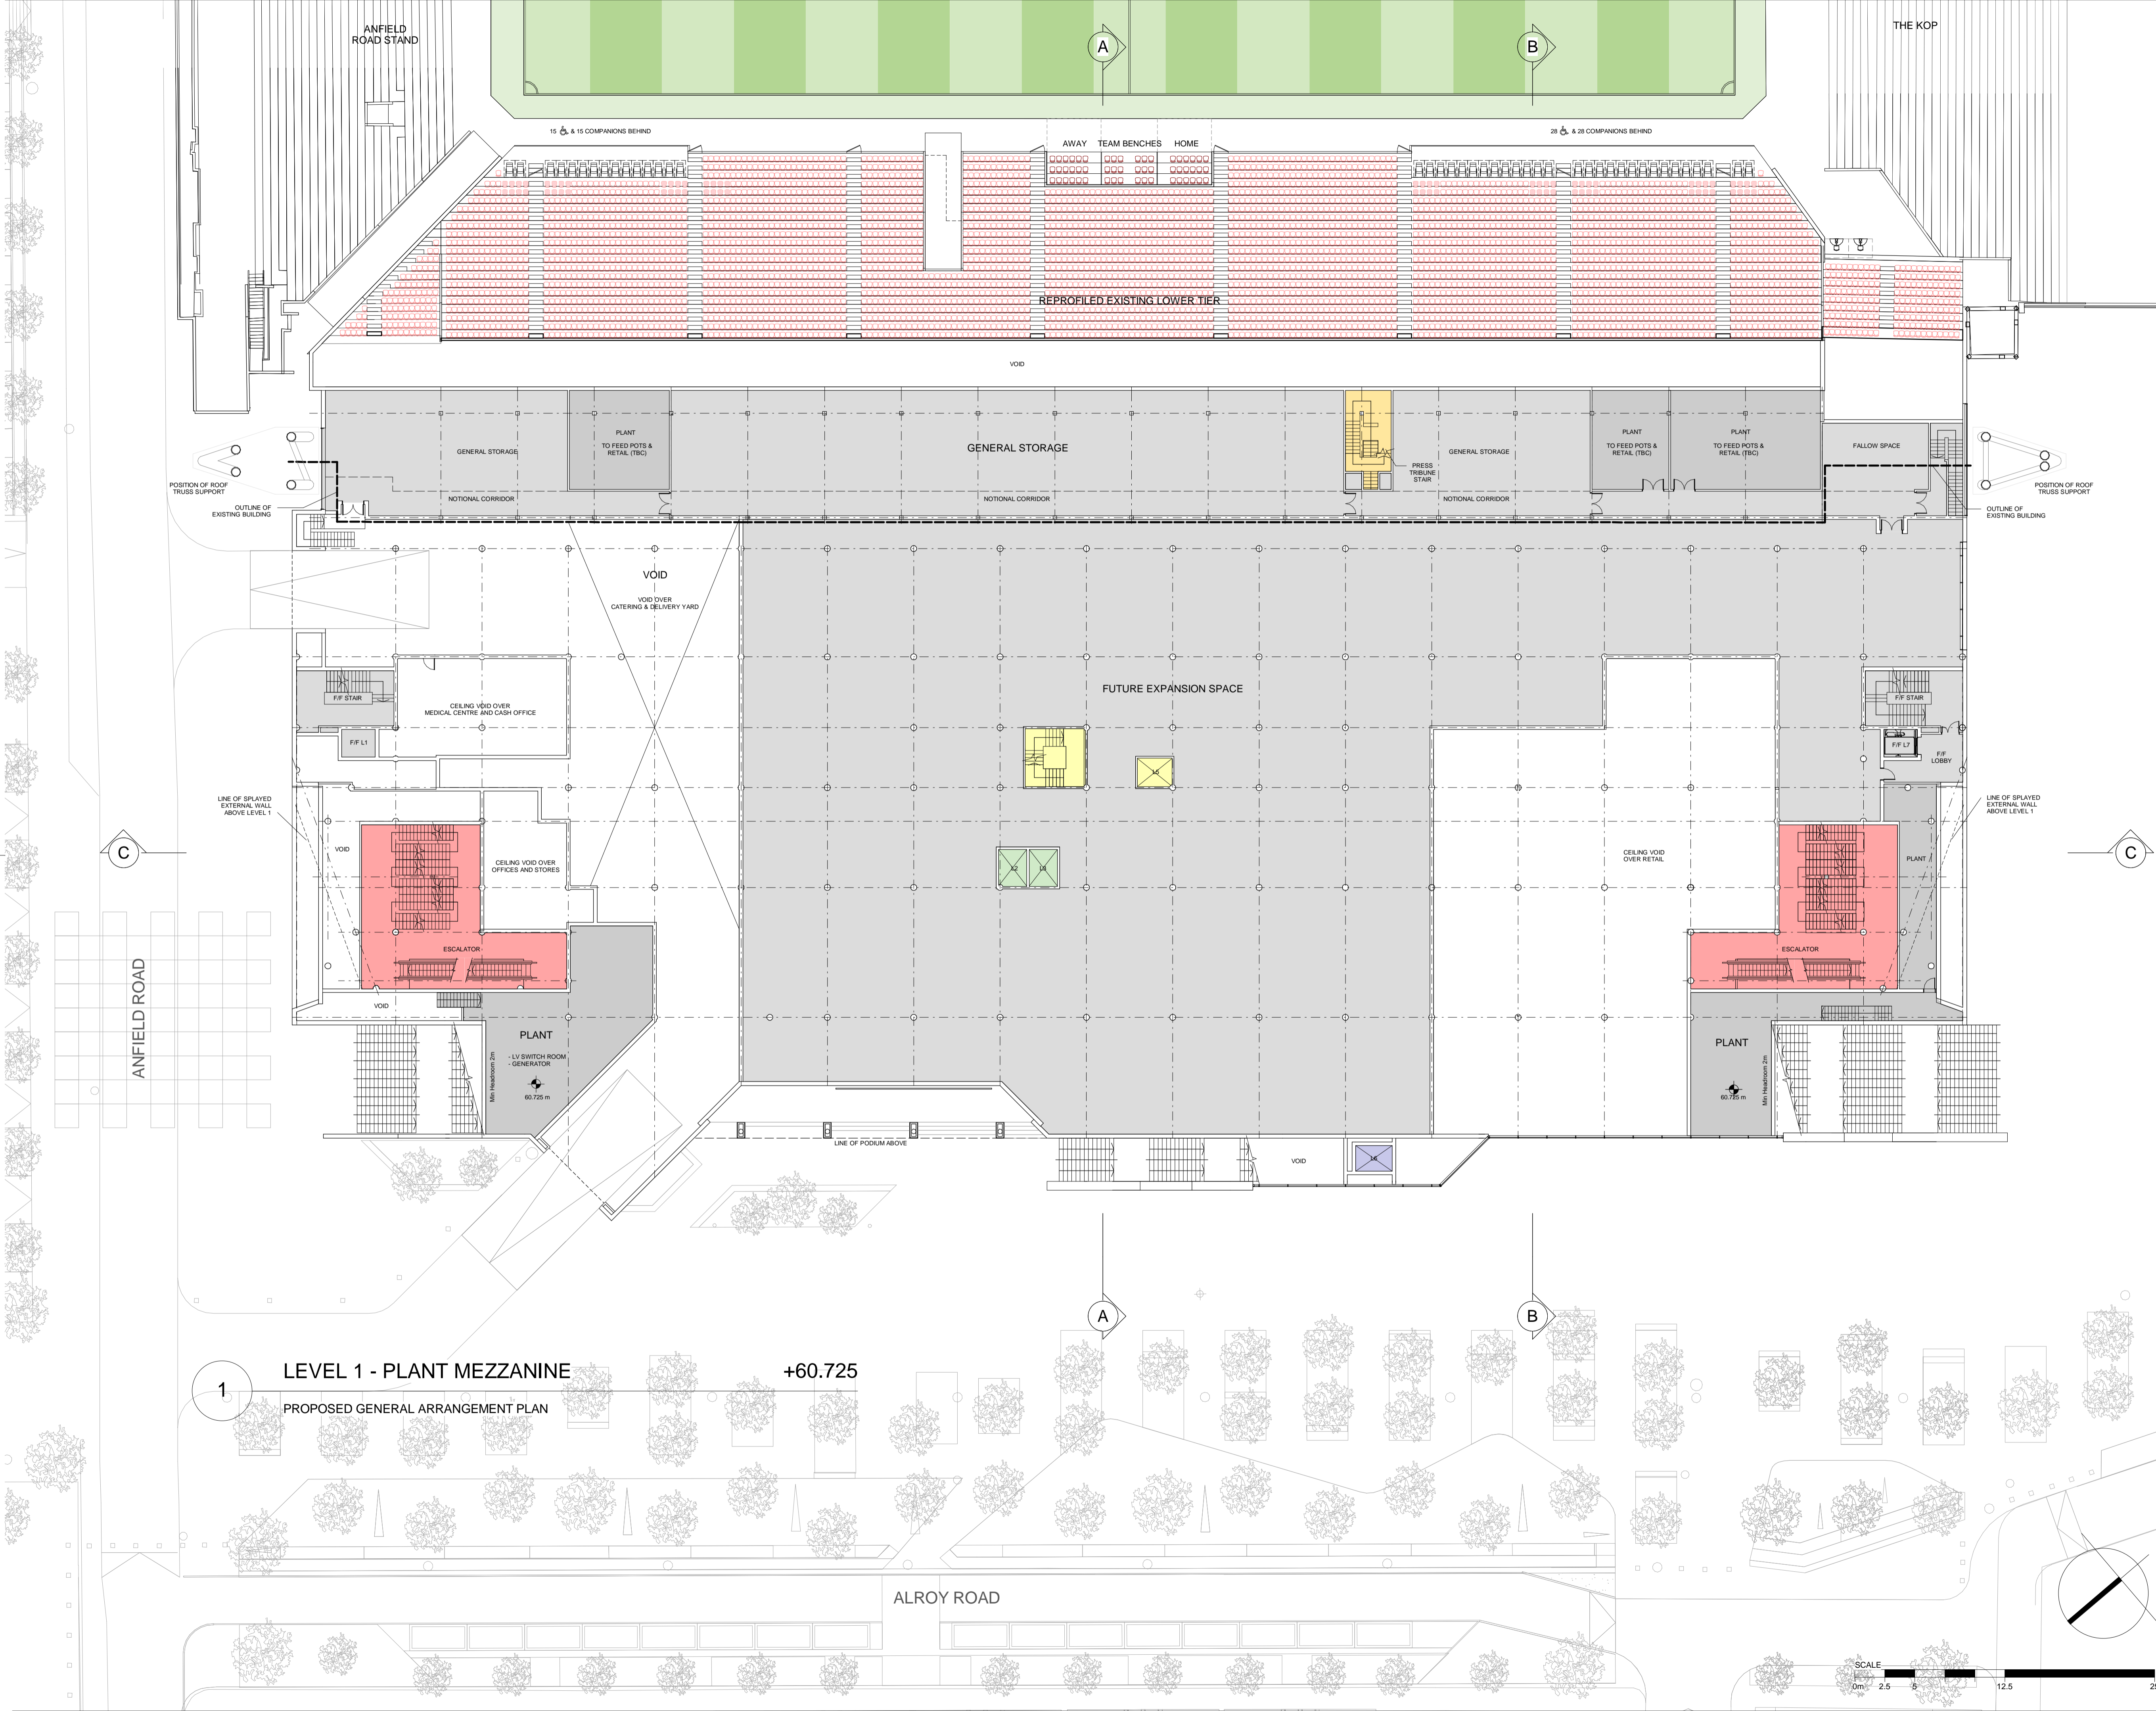 ANFIELD
ROAD STAND
A
B
THE KOP
15 & 15 COMPANIONS BEHIND
28 & 28 COMPANIONS BEHIND
AWAY TEAM BENCHES HOME
REPROFILED EXISTING LOWER TIER
VOID
GENERAL STORAGE
PLANT
TO FEED POTS &
RETAIL (TBC)
GENERAL STORAGE
PRESS
TRIBUNE
STAIR
GENERAL STORAGE
PLANT
TO FEED POTS &
RETAIL (TBC)
PLANT
TO FEED POTS &
RETAIL (TBC)
FALLOW SPACE
POSITION OF ROOF
TRUSS SUPPORT
POSITION OF ROOF
TRUSS SUPPORT
NOTIONAL CORRIDOR
NOTIONAL CORRIDOR
NOTIONAL CORRIDOR
OUTLINE OF
EXISTING BUILDING
OUTLINE OF
EXISTING BUILDING
VOID
VOID OVER
CATERING & DELIVERY YARD
FUTURE EXPANSION SPACE
F/F STAIR
CEILING VOID OVER
MEDICAL CENTRE AND CASH OFFICE
F/F L1
F/F STAIR
F/F L7
F/F
LOBBY
L5
LINE OF SPLAYED
EXTERNAL WALL
ABOVE LEVEL 1
LINE OF SPLAYED
EXTERNAL WALL
ABOVE LEVEL 1
C
VOID
CEILING VOID OVER
OFFICES AND STORES
L2
L3
CEILING VOID
OVER RETAIL
PLANT
C
ESCALATOR
ESCALATOR
VOID
ANFIELD ROAD
PLANT
- LV SWITCH ROOM
- GENERATOR
60.725 m
Min Headroom 2m
PLANT
60.725 m
Min Headroom 2m
LINE OF PODIUM ABOVE
VOID
L6
A
B
1
LEVEL 1 - PLANT MEZZANINE +60.725
PROPOSED GENERAL ARRANGEMENT PLAN
ALROY ROAD
SCALE
0m 2.5 5 12.5